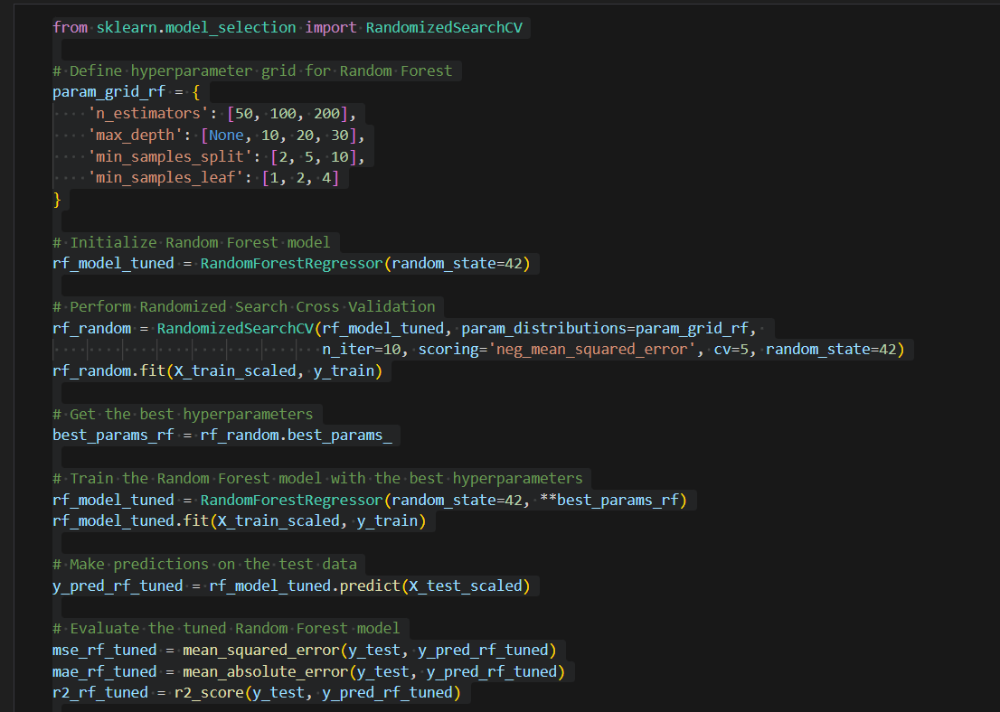 from sklearn.model_selection import RandomizedSearchCV
# Define hyperparameter grid for Random Forest
param_grid_rf = {
    'n_estimators': [50, 100, 200],
    'max_depth': [None, 10, 20, 30],
    'min_samples_split': [2, 5, 10],
    'min_samples_leaf': [1, 2, 4]
}
# Initialize Random Forest model
rf_model_tuned = RandomForestRegressor(random_state=42)
# Perform Randomized Search Cross Validation
rf_random = RandomizedSearchCV(rf_model_tuned, param_distributions=param_grid_rf,
                               n_iter=10, scoring='neg_mean_squared_error', cv=5, random_state=42)
rf_random.fit(X_train_scaled, y_train)
# Get the best hyperparameters
best_params_rf = rf_random.best_params_
# Train the Random Forest model with the best hyperparameters
rf_model_tuned = RandomForestRegressor(random_state=42, **best_params_rf)
rf_model_tuned.fit(X_train_scaled, y_train)
# Make predictions on the test data
y_pred_rf_tuned = rf_model_tuned.predict(X_test_scaled)
# Evaluate the tuned Random Forest model
mse_rf_tuned = mean_squared_error(y_test, y_pred_rf_tuned)
mae_rf_tuned = mean_absolute_error(y_test, y_pred_rf_tuned)
r2_rf_tuned = r2_score(y_test, y_pred_rf_tuned)